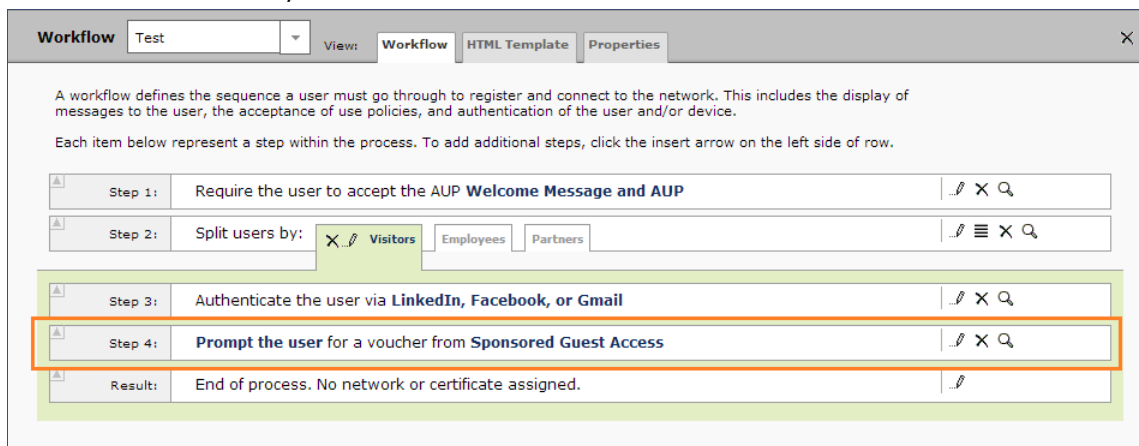 Workflow Test View: Workflow HTML Template Properties
A workflow defines the sequence a user must go through to register and connect to the network. This includes the display of
messages to the user, the acceptance of use policies, and authentication of the user and/or device.
Each item below represent a step within the process. To add additional steps, click the insert arrow on the left side of row.
Step 1: Require the user to accept the AUP Welcome Message and AUP
Step 2: Split users by: Visitors Employees Partners
Step 3: Authenticate the user via LinkedIn, Facebook, or Gmail
Step 4: Prompt the user for a voucher from Sponsored Guest Access
Result: End of process. No network or certificate assigned.